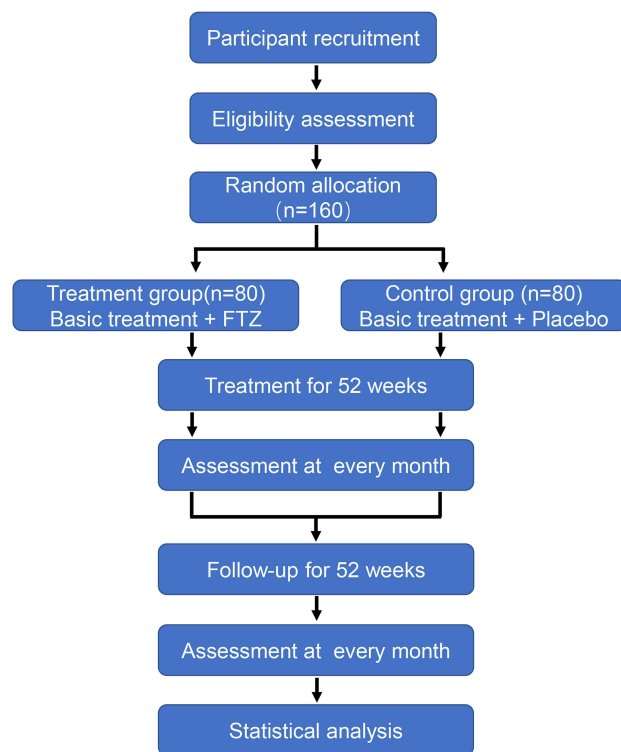 Participant recruitment
Eligibility assessment
Random allocation
（n=160）
Treatment group(n=80)
Basic treatment + FTZ
Control group (n=80)
Basic treatment + Placebo
Treatment for 52 weeks
Assessment at  every month
Follow-up for 52 weeks
Assessment at  every month
Statistical analysis